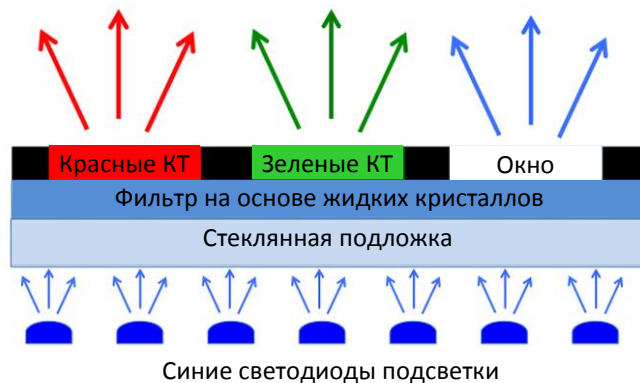 Красные КТ Зеленые КТ Окно
Фильтр на основе жидких кристаллов
Стеклянная подложка
Синие светодиоды подсветки